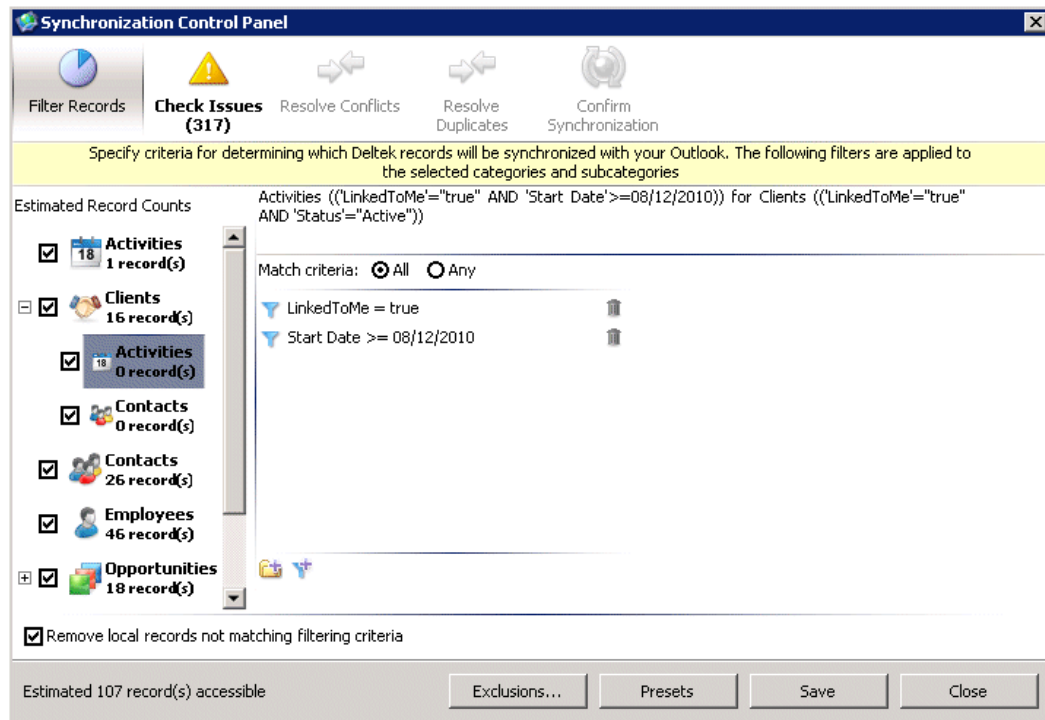 Synchronization Control Panel
Filter Records
Check Issues
(317)
Resolve Conflicts
Resolve
Duplicates
Confirm
Synchronization
Specify criteria for determining which Deltek records will be synchronized with your Outlook. The following filters are applied to
the selected categories and subcategories
Estimated Record Counts
Activities (('LinkedToMe'="true" AND 'Start Date'>=08/12/2010)) for Clients (('LinkedToMe'="true"
AND 'Status'="Active"))
18
Activities
1 record(s)
Clients
16 record(s)
18
Activities
0 record(s)
Contacts
0 record(s)
Contacts
26 record(s)
Employees
46 record(s)
Opportunities
18 record(s)
Match criteria: All Any
LinkedToMe = true
Start Date >= 08/12/2010
Remove local records not matching filtering criteria
Estimated 107 record(s) accessible
Exclusions...
Presets
Save
Close